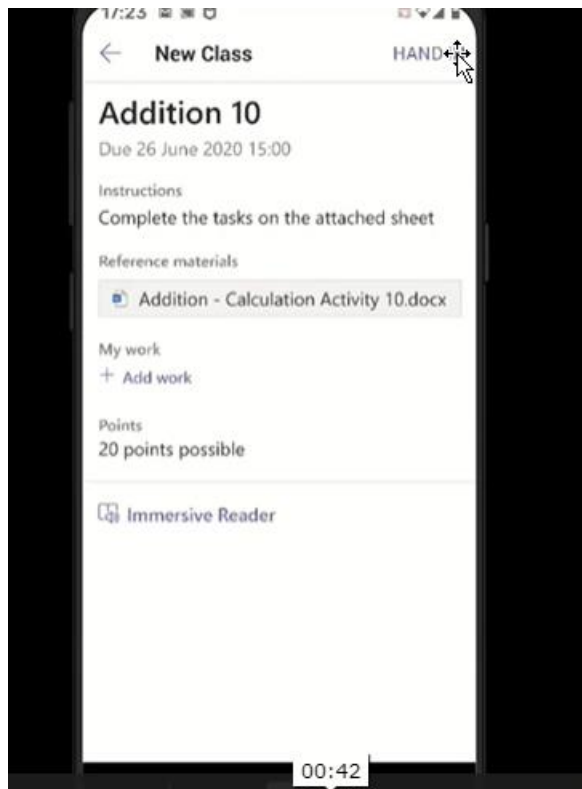 17:23
New Class
HAND
Addition 10
Due 26 June 2020 15:00
Instructions
Complete the tasks on the attached sheet
Reference materials
Addition - Calculation Activity 10.docx
My work
+ Add work
Points
20 points possible
Immersive Reader
00:42